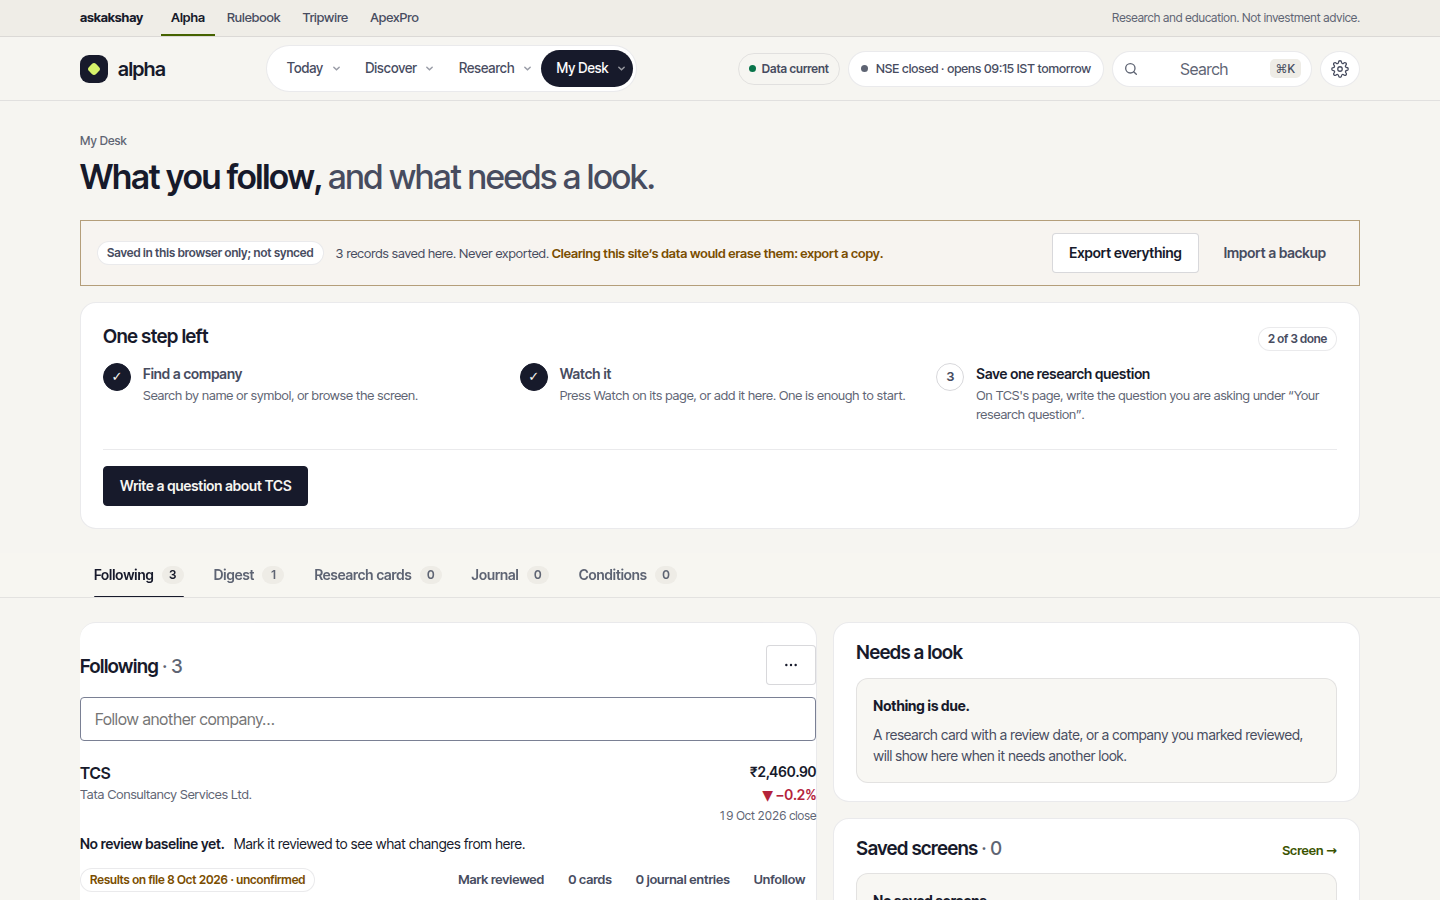 askakshay
Alpha
Rulebook
Tripwire
ApexPro
Research and education. Not investment advice.
alpha
Today
Discover
Research
My Desk
Data current
NSE closed · opens 09:15 IST tomorrow
Search
⌘K
My Desk
What you follow, and what needs a look.
Saved in this browser only; not synced
3 records saved here. Never exported. Clearing this site’s data would erase them: export a copy.
Export everything
Import a backup
One step left
2 of 3 done
✓
Find a company
Search by name or symbol, or browse the screen.
✓
Watch it
Press Watch on its page, or add it here. One is enough to start.
3
Save one research question
On TCS's page, write the question you are asking under “Your
research question”.
Write a question about TCS
Following 3
Digest 1
Research cards 0
Journal 0
Conditions 0
Following · 3
···
Follow another company…
TCS
₹2,460.90
Tata Consultancy Services Ltd.
▼ −0.2%
19 Oct 2026 close
No review baseline yet. Mark it reviewed to see what changes from here.
Results on file 8 Oct 2026 · unconfirmed
Mark reviewed
0 cards
0 journal entries
Unfollow
Needs a look
Nothing is due.
A research card with a review date, or a company you marked reviewed,
will show here when it needs another look.
Saved screens · 0
Screen →